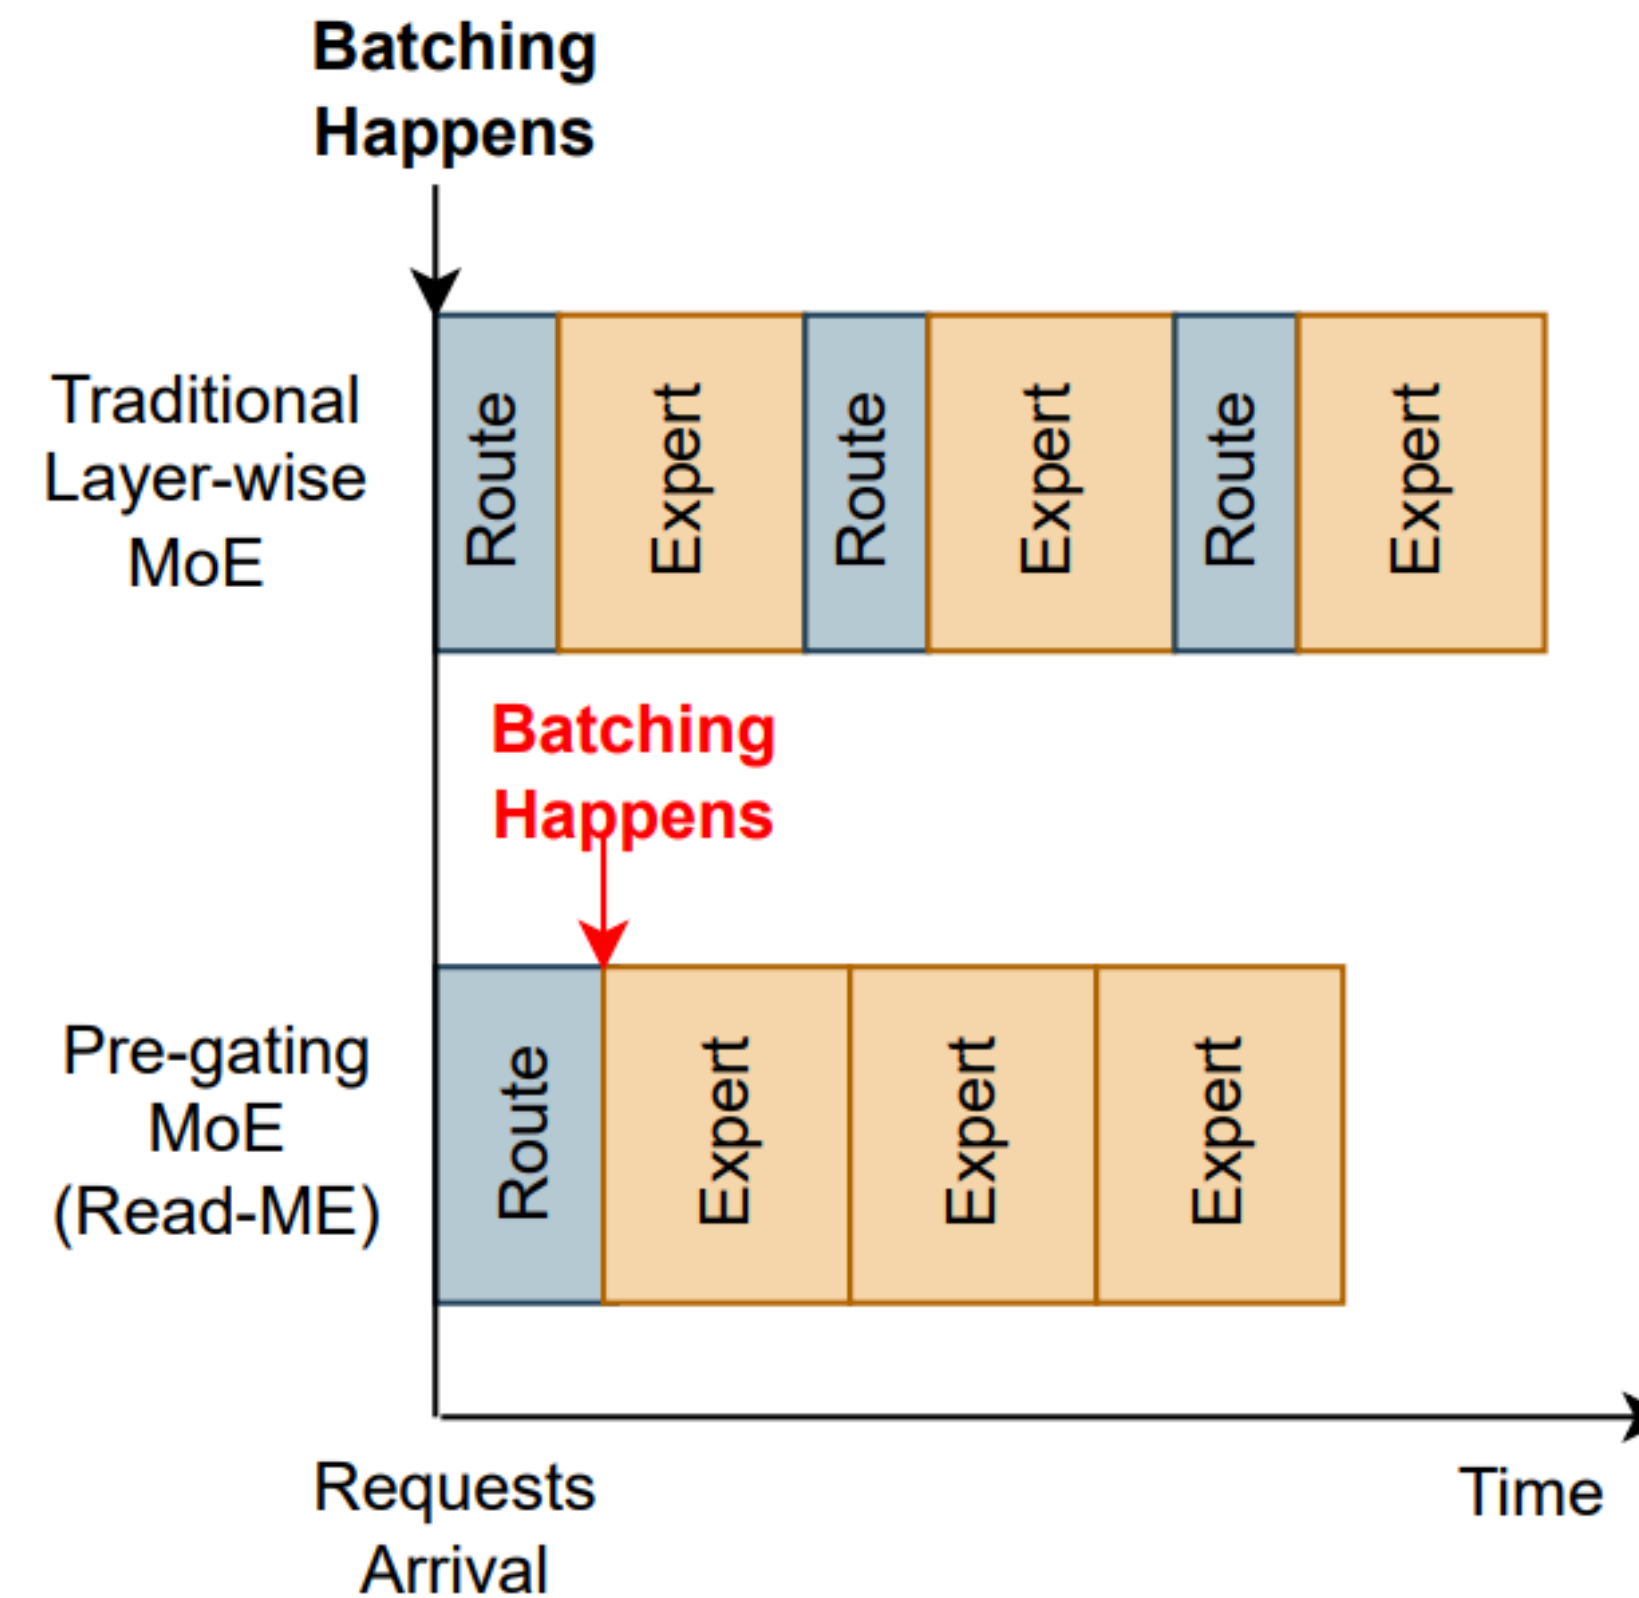 Batching
Happens
Traditional
Layer-wise
MoE
Route
Expert
Route
Expert
Route
Expert
Batching
Happens
Pre-gating
MoE
(Read-ME)
Route
Expert
Expert
Expert
Requests
Arrival
Time